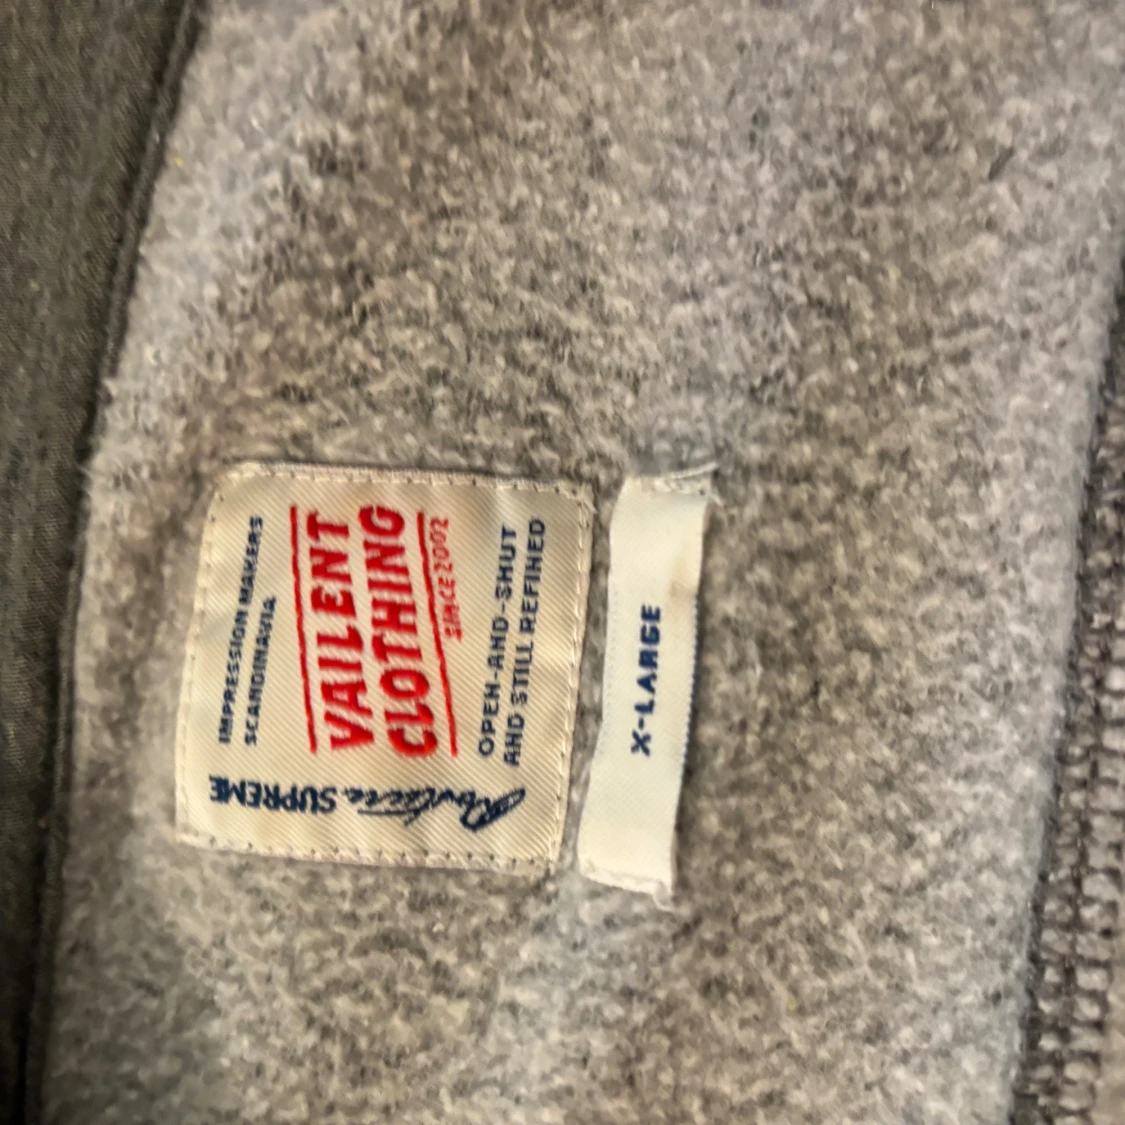 IMPRESSION MAKERS
SCANDINAVIA
VAILENT
CLOTHING
SINCE 2002
OPEN-AND-SHUT
AND STILL REFINED
SUPREME
X-LARGE